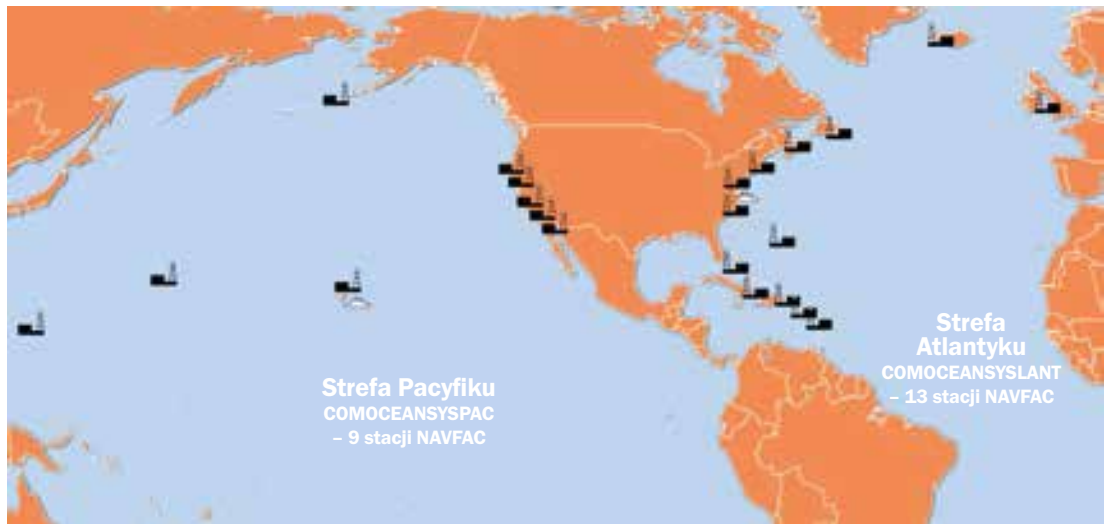 Strefa Pacyfiku
COMOCEANSYSPAC
– 9 stacji NAVFAC
Strefa
Atlantyku
COMOCEANSYSLANT
– 13 stacji NAVFAC